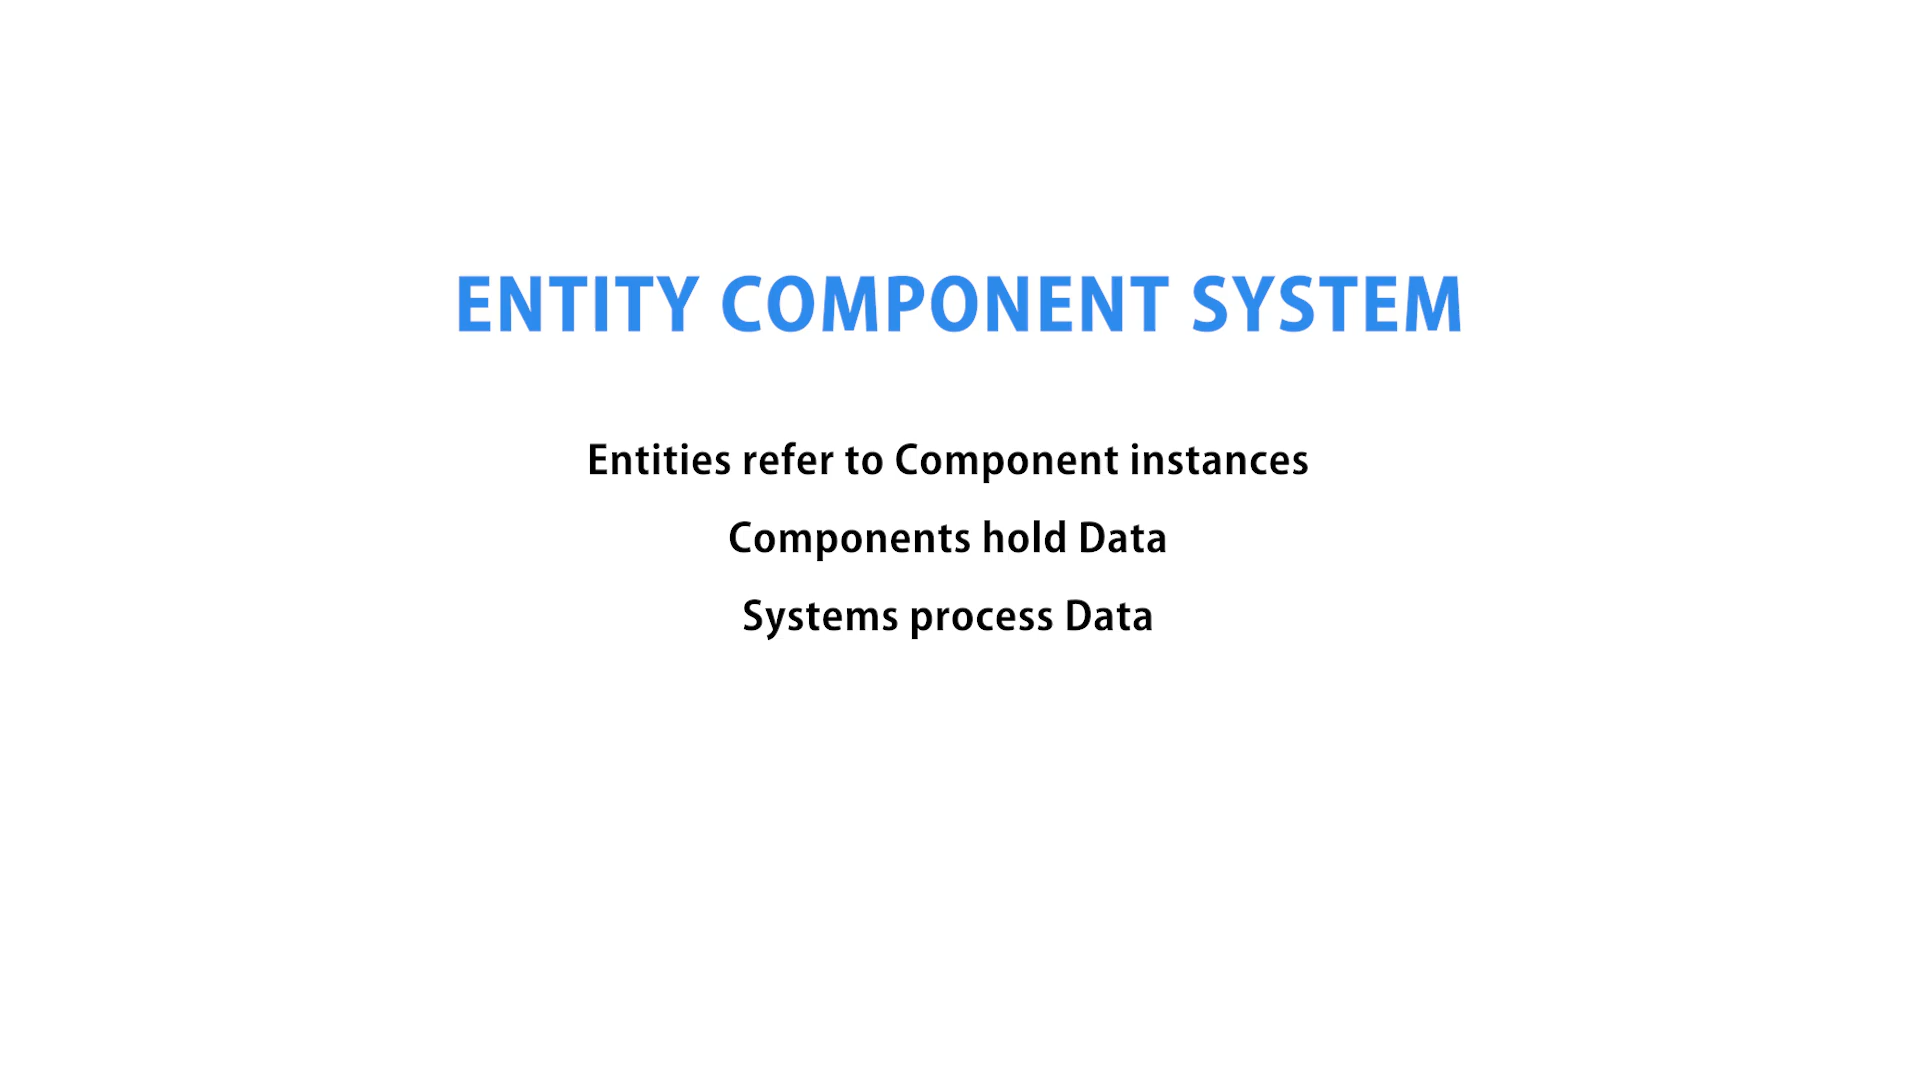 ENTITY COMPONENT SYSTEM
Entities refer to Component instances
Components hold Data
Systems process Data